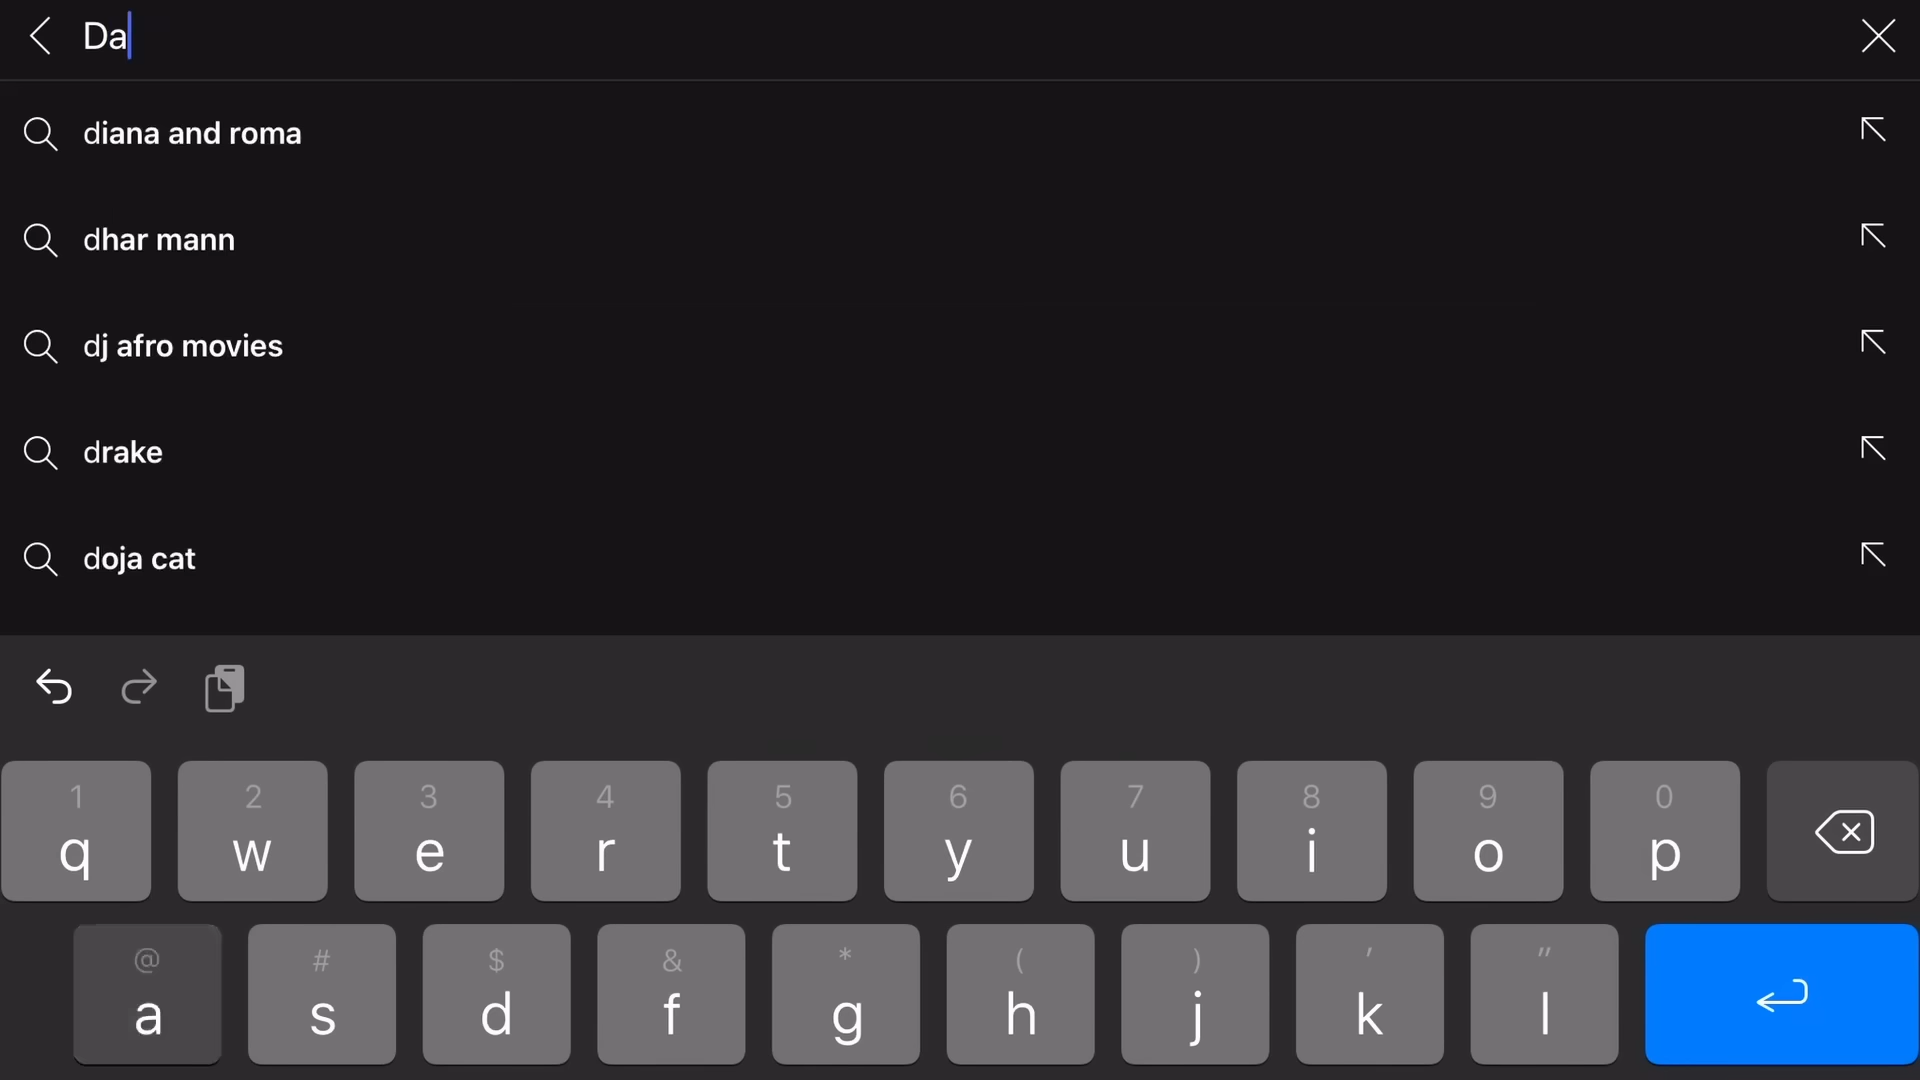 Da
diana and roma
dhar mann
dj afro movies
drake
doja cat
1 2 3 4 5 6 7 8 9 0
q w e r t y u i o p
@ # $ & * ( ) ' "
a s d f g h j k l